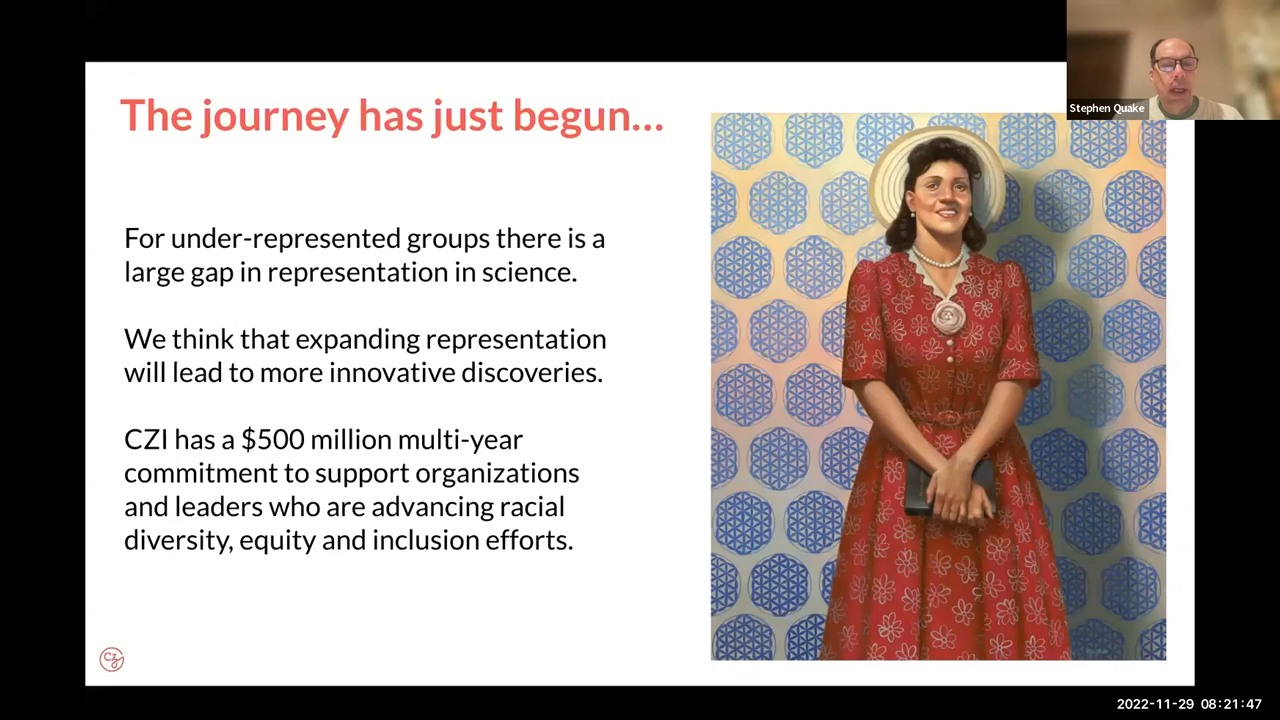 Stephen Quake
The journey has just begun...
For under-represented groups there is a
large gap in representation in science.
We think that expanding representation
will lead to more innovative discoveries.
CZI has a $500 million multi-year
commitment to support organizations
and leaders who are advancing racial
diversity, equity and inclusion efforts.
CZI
2022-11-29 08:21:47